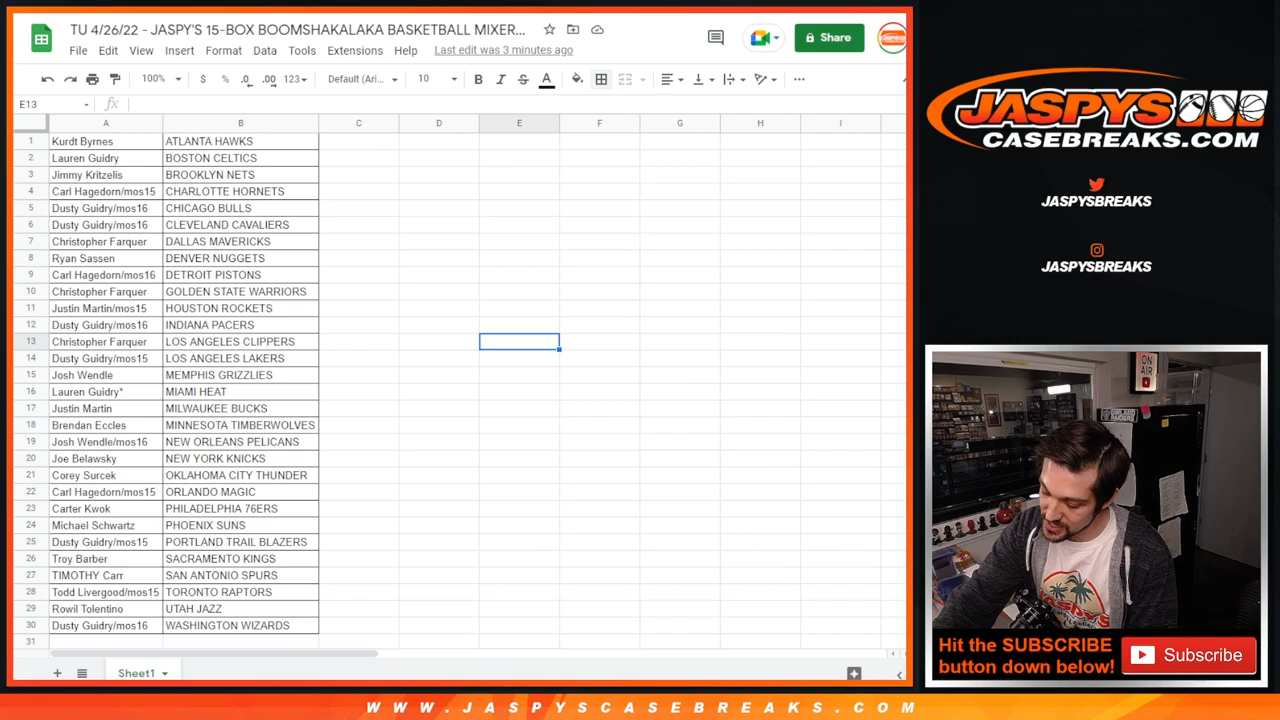 TU 4/26/22 - JASPY'S 15-BOX BOOMSHAKALAKA BASKETBALL MIXER...
File Edit View Insert Format Data Tools Extensions Help Last edit was 3 minutes ago
Share
100% $ % .0 .00 123 Default (Ari... 10 B I S A
E13 fx
A B C D E F G H I
1 Kurdt Byrnes ATLANTA HAWKS
2 Lauren Guidry BOSTON CELTICS
3 Jimmy Kritzelis BROOKLYN NETS
4 Carl Hagedorn/mos15 CHARLOTTE HORNETS
5 Dusty Guidry/mos16 CHICAGO BULLS
6 Dusty Guidry/mos16 CLEVELAND CAVALIERS
7 Christopher Farquer DALLAS MAVERICKS
8 Ryan Sassen DENVER NUGGETS
9 Carl Hagedorn/mos16 DETROIT PISTONS
10 Christopher Farquer GOLDEN STATE WARRIORS
11 Justin Martin/mos15 HOUSTON ROCKETS
12 Dusty Guidry/mos16 INDIANA PACERS
13 Christopher Farquer LOS ANGELES CLIPPERS
14 Dusty Guidry/mos15 LOS ANGELES LAKERS
15 Josh Wendle MEMPHIS GRIZZLIES
16 Lauren Guidry* MIAMI HEAT
17 Justin Martin MILWAUKEE BUCKS
18 Brendan Eccles MINNESOTA TIMBERWOLVES
19 Josh Wendle/mos16 NEW ORLEANS PELICANS
20 Joe Belawsky NEW YORK KNICKS
21 Corey Surcek OKLAHOMA CITY THUNDER
22 Carl Hagedorn/mos15 ORLANDO MAGIC
23 Carter Kwok PHILADELPHIA 76ERS
24 Michael Schwartz PHOENIX SUNS
25 Dusty Guidry/mos15 PORTLAND TRAIL BLAZERS
26 Troy Barber SACRAMENTO KINGS
27 TIMOTHY Carr SAN ANTONIO SPURS
28 Todd Livergood/mos15 TORONTO RAPTORS
29 Rowil Tolentino UTAH JAZZ
30 Dusty Guidry/mos16 WASHINGTON WIZARDS
31
Sheet1
JASPYS
CASEBREAKS.COM
JASPYSBREAKS
JASPYSBREAKS
ON
AIR
JASPYS
Hit the SUBSCRIBE
button down below!
Subscribe
WWW.JASPYSCASEBREAKS.COM